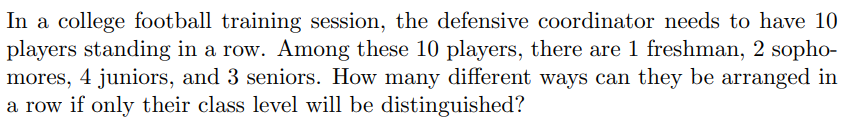 In a college football training session, the defensive coordinator needs to have 10
players standing in a row. Among these 10 players, there are 1 freshman, 2 sopho-
mores, 4 juniors, and 3 seniors. How many different ways can they be arranged in
a row if only their class level will be distinguished?